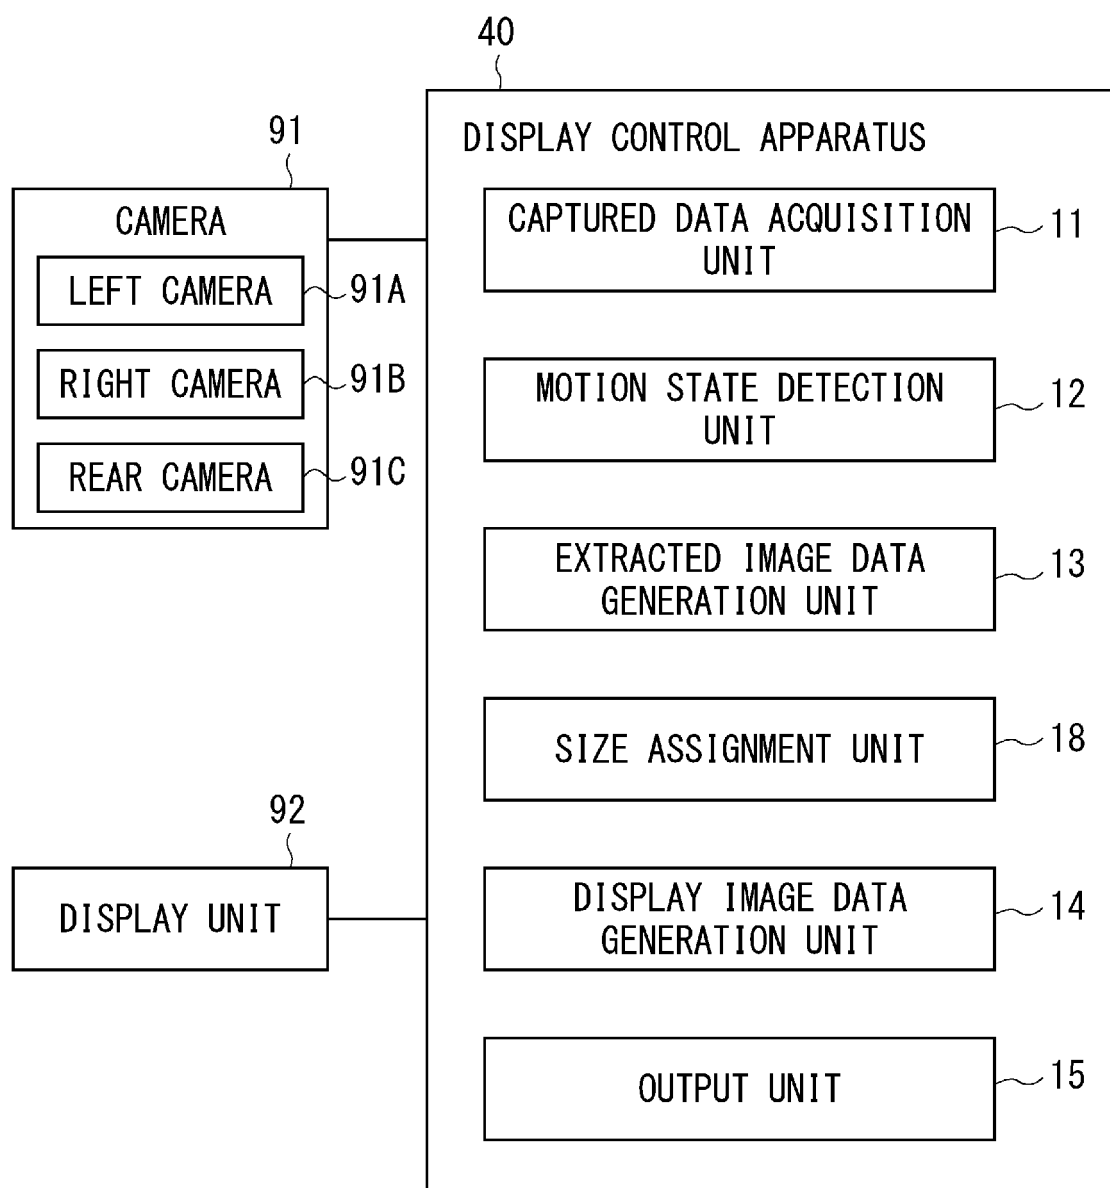 40
DISPLAY CONTROL APPARATUS
91
CAMERA
LEFT CAMERA
91A
RIGHT CAMERA
91B
REAR CAMERA
91C
CAPTURED DATA ACQUISITION
UNIT
11
MOTION STATE DETECTION
UNIT
12
EXTRACTED IMAGE DATA
GENERATION UNIT
13
SIZE ASSIGNMENT UNIT
18
92
DISPLAY UNIT
DISPLAY IMAGE DATA
GENERATION UNIT
14
OUTPUT UNIT
15